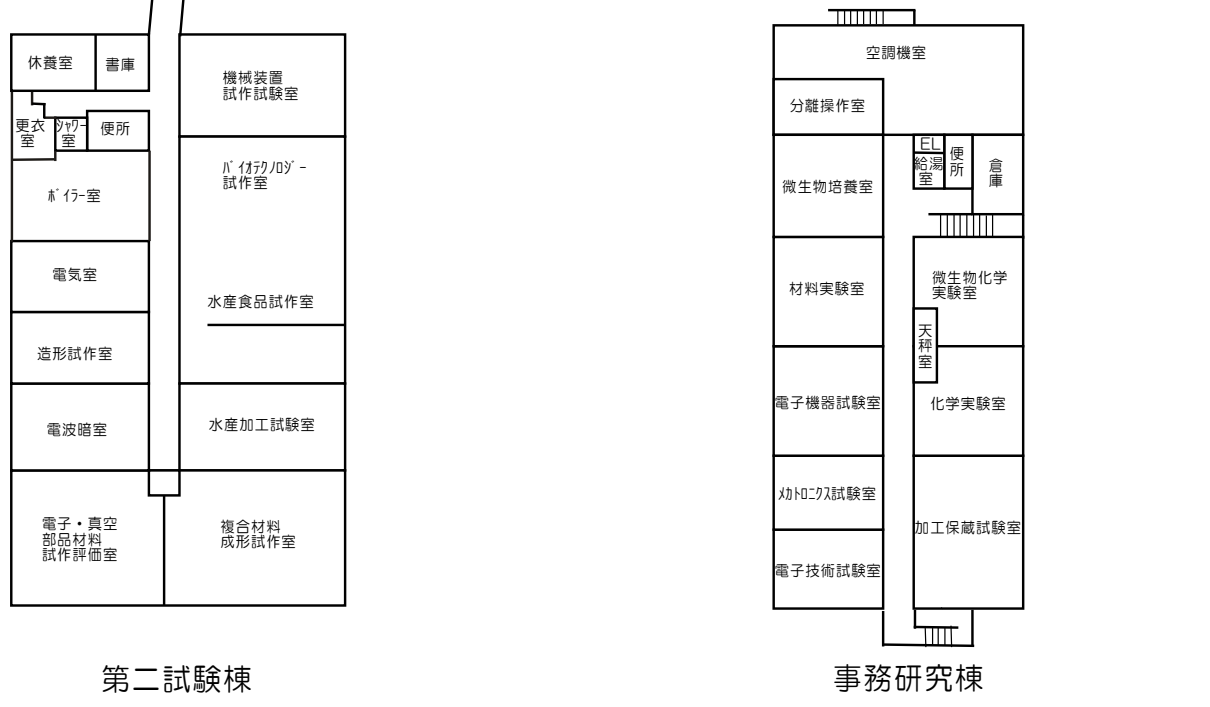 休養室
書庫
機械装置
試作試験室
更衣
室
ｼｬﾜｰ
室
便所
ﾊﾞｲｵﾃｸﾉﾛｼﾞｰ
試作室
ﾎﾞｲﾗｰ室
電気室
水産食品試作室
造形試作室
電波暗室
水産加工試験室
電子・真空
部品材料
試作評価室
複合材料
成形試作室
第二試験棟
空調機室
分離操作室
EL
給湯
室
便
所
倉
庫
微生物培養室
材料実験室
微生物化学
実験室
天
秤
室
電子機器試験室
化学実験室
ﾒｶﾄﾛﾆｸｽ試験室
加工保蔵試験室
電子技術試験室
事務研究棟